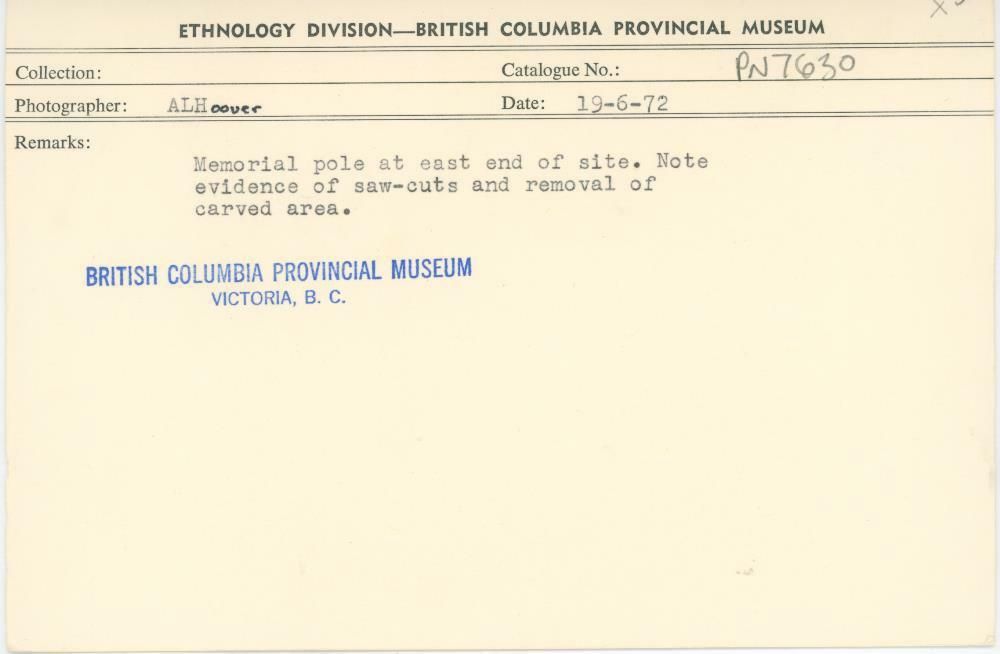 ETHNOLOGY DIVISION—BRITISH COLUMBIA PROVINCIAL MUSEUM
Collection: Catalogue No.: PN7630
Photographer: ALHoover Date: 19-6-72
Remarks:
Memorial pole at east end of site. Note
evidence of saw-cuts and removal of
carved area.
BRITISH COLUMBIA PROVINCIAL MUSEUM
VICTORIA, B. C.